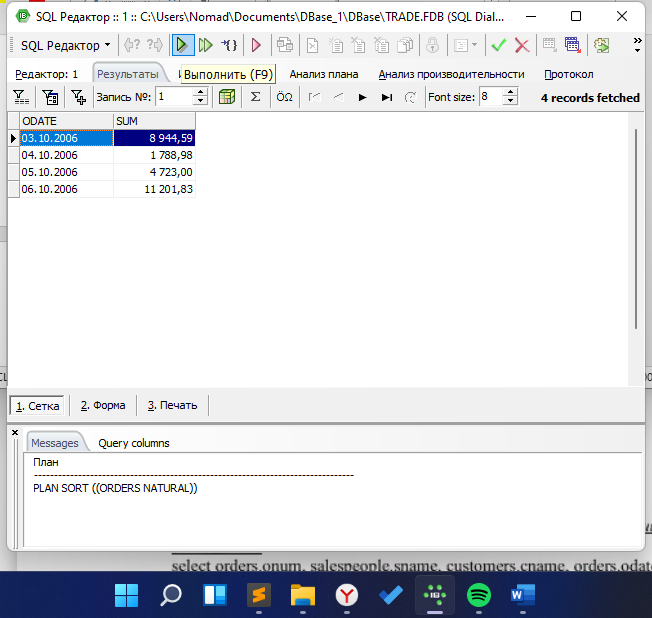 SQL Редактор :: 1 :: C:\Users\Nomad\Documents\DBase_1\DBase\TRADE.FDB (SQL Dial...
SQL Редактор
Редактор: 1 Результаты Выполнить (F9) Анализ плана Анализ производительности Протокол
Запись №: 1 Σ ÖΩ Font size: 8 4 records fetched
ODATE SUM
03.10.2006 8 944,59
04.10.2006 1 788,98
05.10.2006 4 723,00
06.10.2006 11 201,83
1. Сетка 2. Форма 3. Печать
Messages Query columns
План
--------------------------------------------------------------------------------
PLAN SORT ((ORDERS NATURAL))
select orders.onum, salespeople.sname, customers.cname, orders.odat